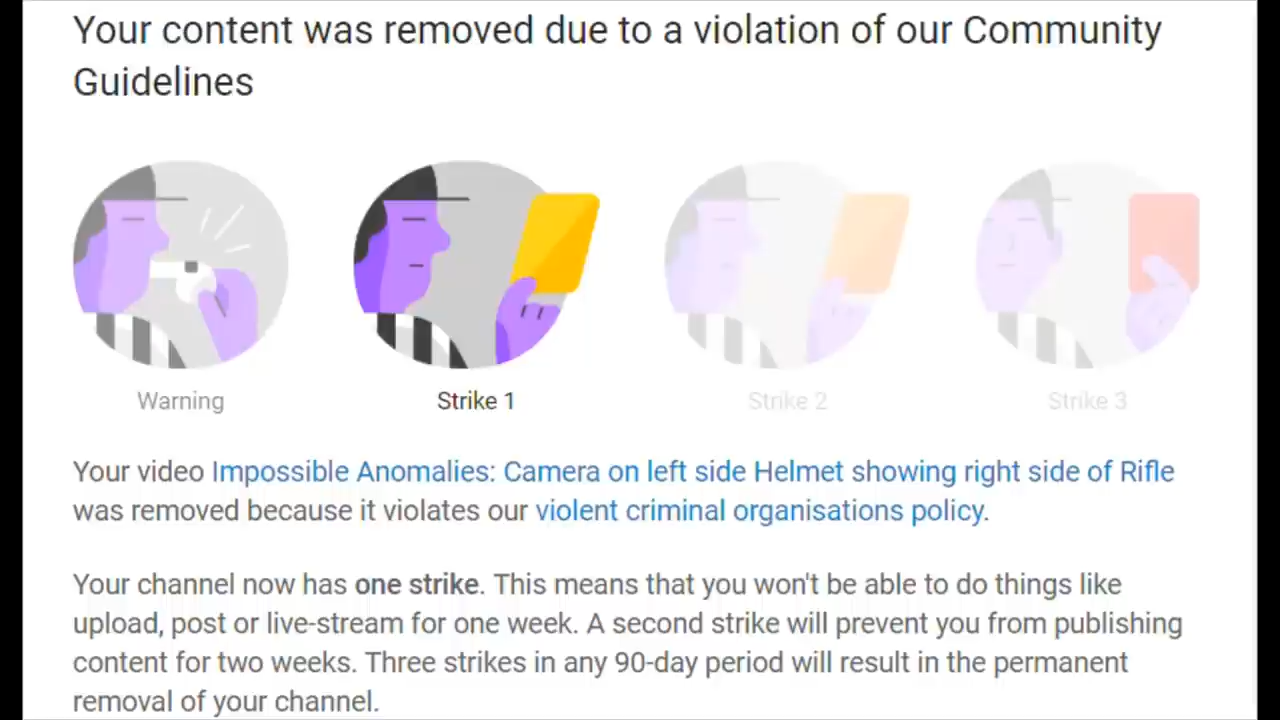 Your content was removed due to a violation of our Community
Guidelines
Warning
Strike 1
Strike 2
Strike 3
Your video Impossible Anomalies: Camera on left side Helmet showing right side of Rifle
was removed because it violates our violent criminal organisations policy.
Your channel now has one strike. This means that you won't be able to do things like
upload, post or live-stream for one week. A second strike will prevent you from publishing
content for two weeks. Three strikes in any 90-day period will result in the permanent
removal of your channel.